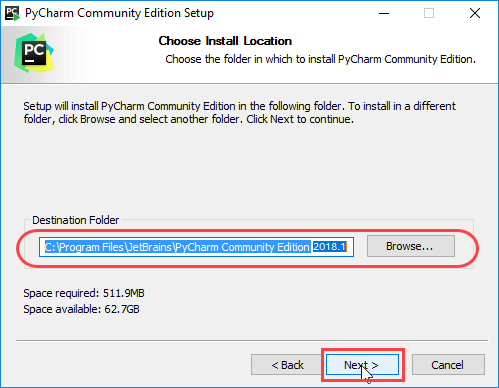 PC PyCharm Community Edition Setup
Choose Install Location
Choose the folder in which to install PyCharm Community Edition.
PC
Setup will install PyCharm Community Edition in the following folder. To install in a different
folder, click Browse and select another folder. Click Next to continue.
Destination Folder
C:\Program Files\JetBrains\PyCharm Community Edition 2018.1
Browse...
Space required: 511.9MB
Space available: 62.7GB
< Back
Next >
Cancel